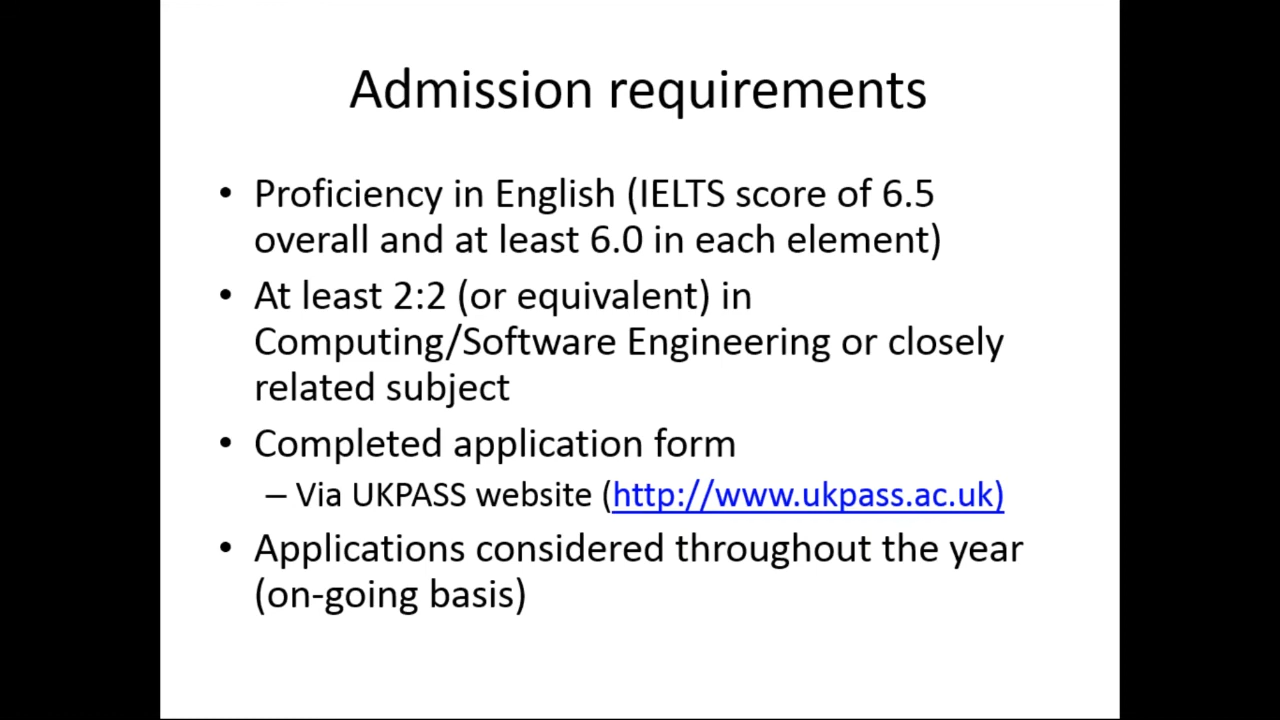 Admission requirements
• Proficiency in English (IELTS score of 6.5
overall and at least 6.0 in each element)
• At least 2:2 (or equivalent) in
Computing/Software Engineering or closely
related subject
• Completed application form
– Via UKPASS website (http://www.ukpass.ac.uk)
• Applications considered throughout the year
(on-going basis)